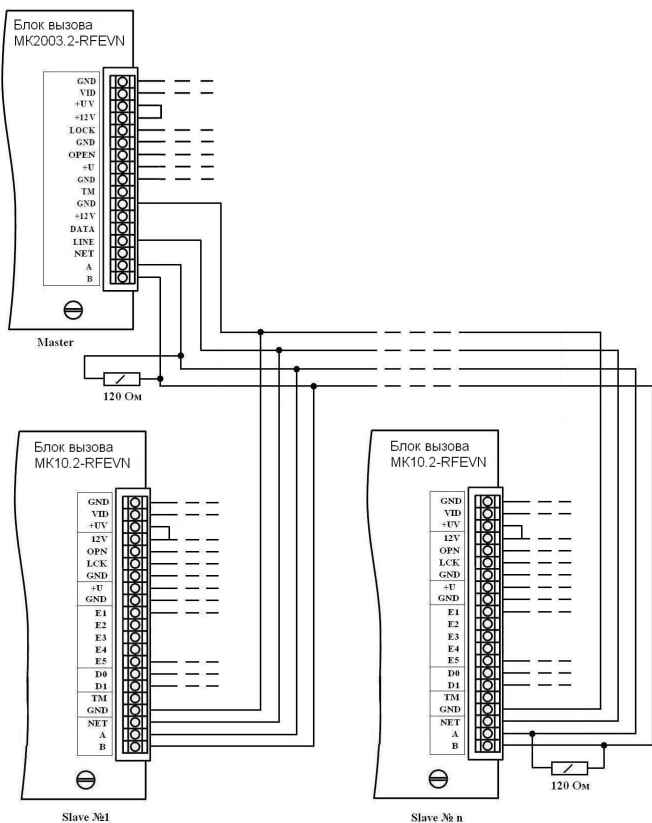 Блок вызова
МК2003.2-RFEVN
GND
VID
+UV
+12V
LOCK
GND
OPEN
+U
GND
TM
GND
+12V
DATA
LINE
NET
A
B
Master
120 Ом
Блок вызова
МК10.2-RFEVN
GND
VID
+UV
12V
OPN
LCK
GND
+U
GND
E1
E2
E3
E4
E5
D0
D1
TM
GND
NET
A
B
Slave №1
Блок вызова
МК10.2-RFEVN
GND
VID
+UV
12V
OPN
LCK
GND
+U
GND
E1
E2
E3
E4
E5
D0
D1
TM
GND
NET
A
B
120 Ом
Slave № n